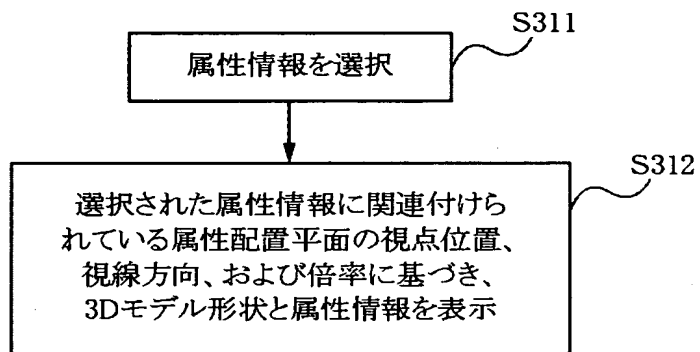 S311
属性情報を選択
S312
選択された属性情報に関連付けら
れている属性配置平面の視点位置、
視線方向、および倍率に基づき、
3Dモデル形状と属性情報を表示